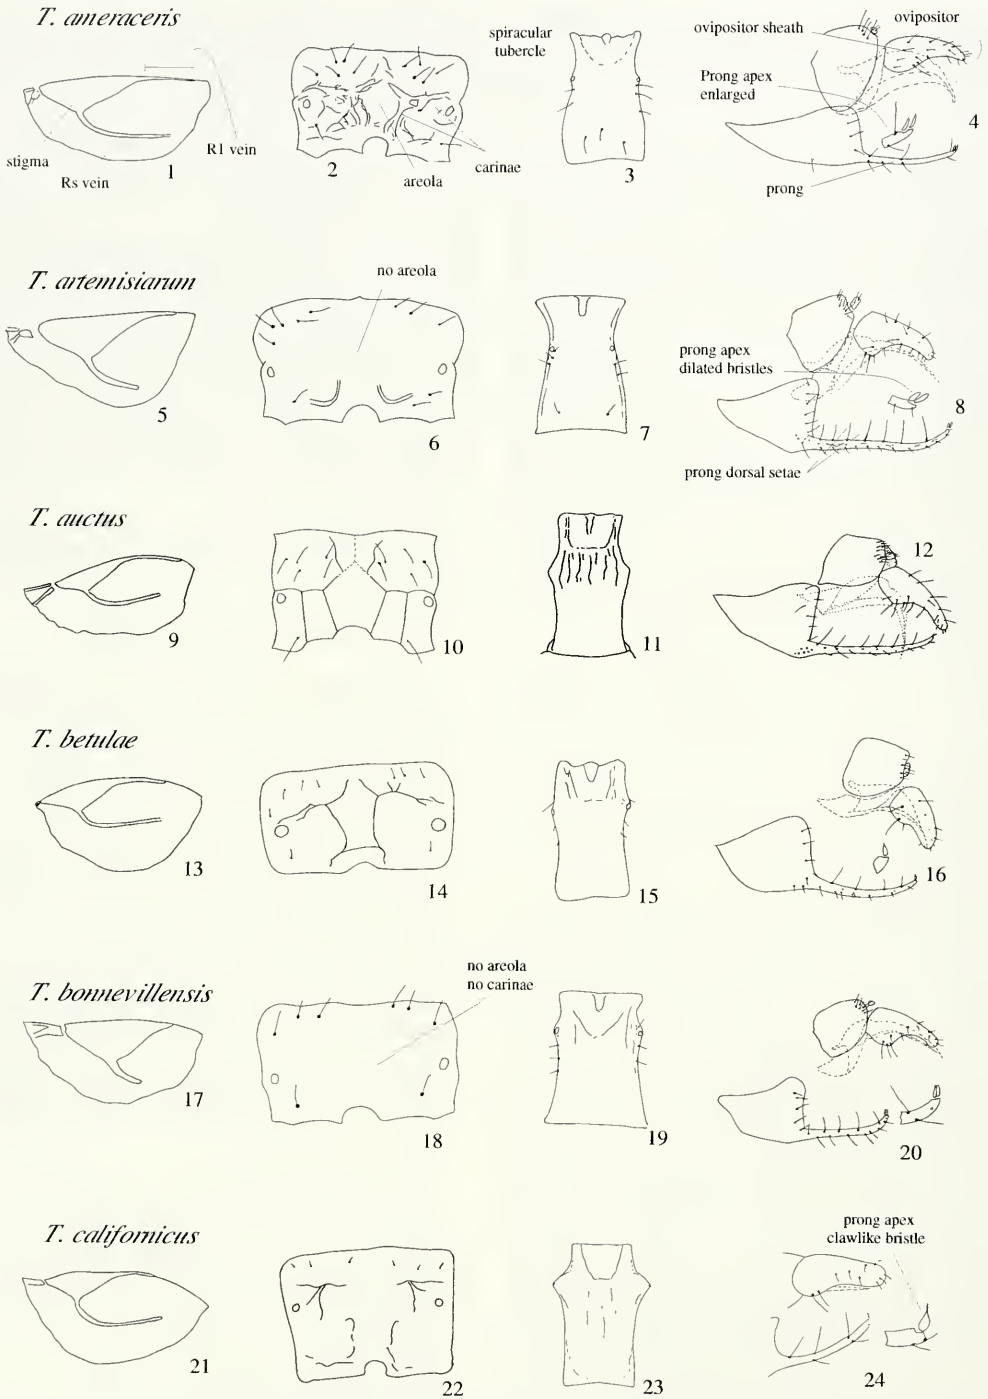 T. ameraceris
spiracular
tubercle
ovipositor sheath
ovipositor
Prong apex
enlarged
stigma
Rs vein
R1 vein
1
2
areola
carinae
3
prong
4
T. artemisiarum
no areola
prong apex
dilated bristles
5
6
7
8
prong dorsal setae
T. auctus
9
10
11
12
T. betulae
13
14
15
16
T. bonnevillensis
no areola
no carinae
17
18
19
20
T. californicus
prong apex
clawlike bristle
21
22
23
24